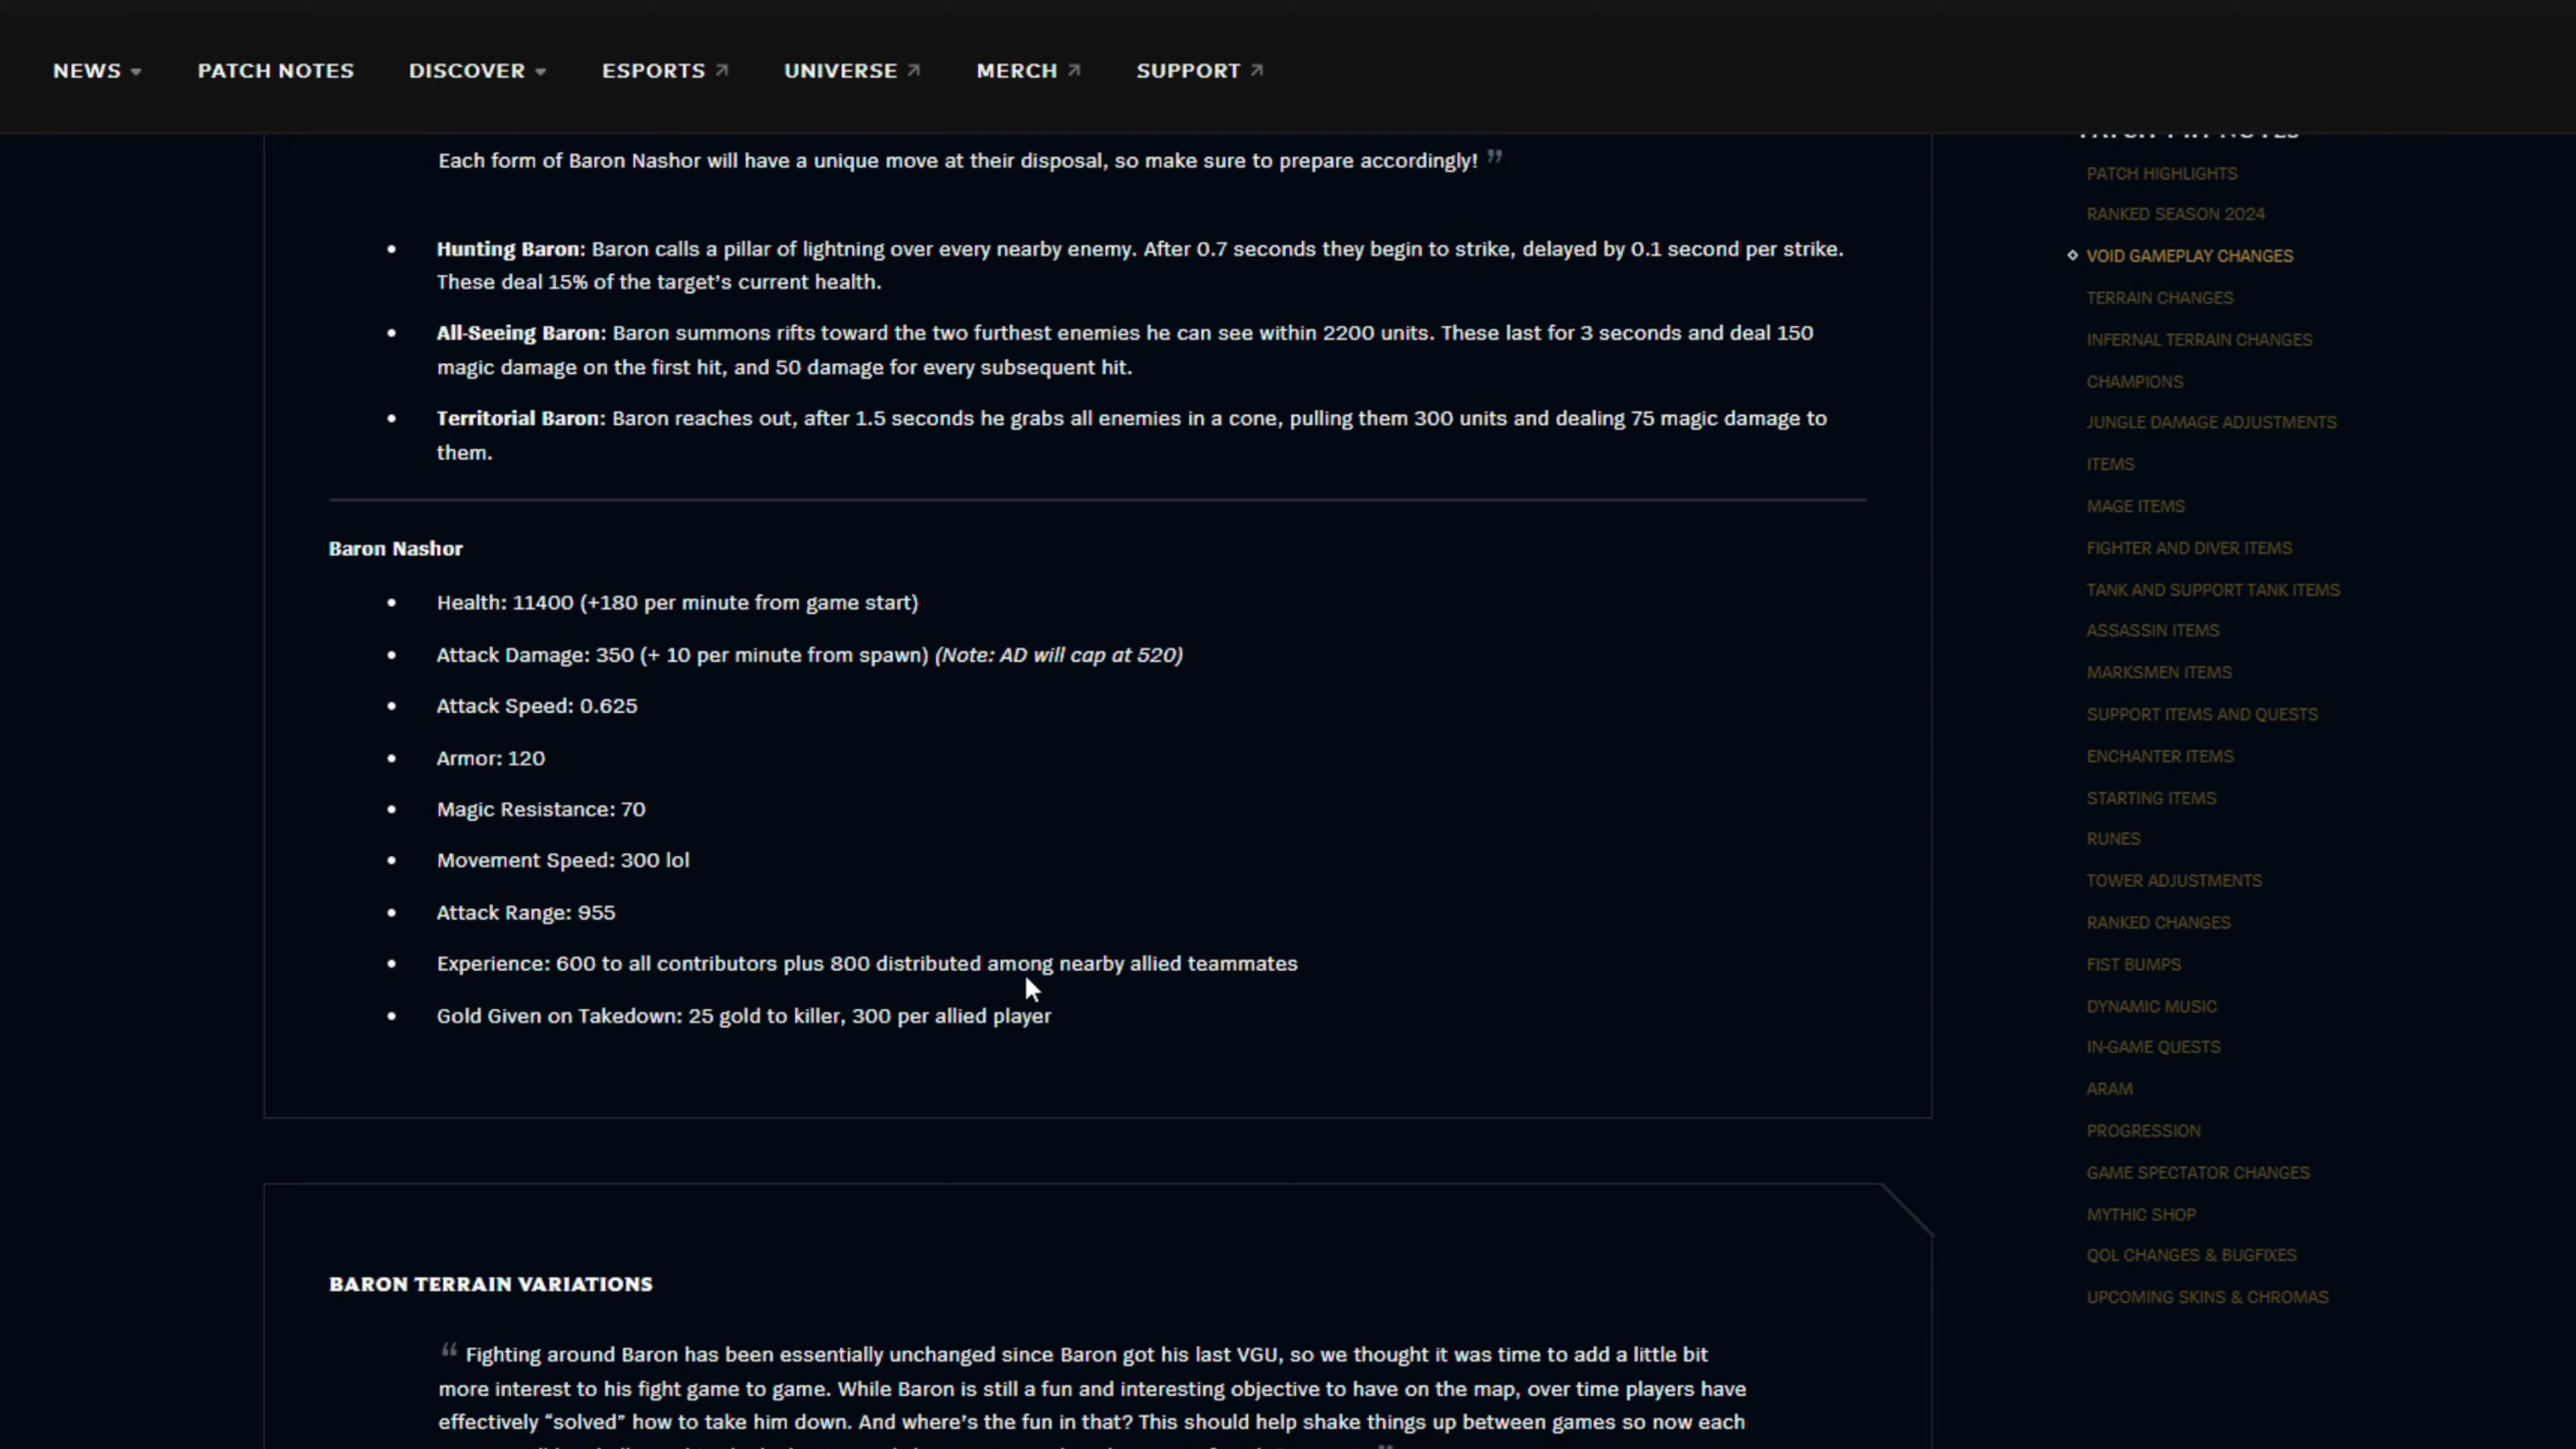 NEWS
PATCH NOTES
DISCOVER
ESPORTS
UNIVERSE
MERCH
SUPPORT
Each form of Baron Nashor will have a unique move at their disposal, so make sure to prepare accordingly! ”
• Hunting Baron: Baron calls a pillar of lightning over every nearby enemy. After 0.7 seconds they begin to strike, delayed by 0.1 second per strike.
These deal 15% of the target’s current health.
• All-Seeing Baron: Baron summons rifts toward the two furthest enemies he can see within 2200 units. These last for 3 seconds and deal 150
magic damage on the first hit, and 50 damage for every subsequent hit.
• Territorial Baron: Baron reaches out, after 1.5 seconds he grabs all enemies in a cone, pulling them 300 units and dealing 75 magic damage to
them.
Baron Nashor
• Health: 11400 (+180 per minute from game start)
• Attack Damage: 350 (+ 10 per minute from spawn) (Note: AD will cap at 520)
• Attack Speed: 0.625
• Armor: 120
• Magic Resistance: 70
• Movement Speed: 300 lol
• Attack Range: 955
• Experience: 600 to all contributors plus 800 distributed among nearby allied teammates
• Gold Given on Takedown: 25 gold to killer, 300 per allied player
BARON TERRAIN VARIATIONS
“ Fighting around Baron has been essentially unchanged since Baron got his last VGU, so we thought it was time to add a little bit
more interest to his fight game to game. While Baron is still a fun and interesting objective to have on the map, over time players have
effectively “solved” how to take him down. And where’s the fun in that? This should help shake things up between games so now each
PATCH HIGHLIGHTS
RANKED SEASON 2024
VOID GAMEPLAY CHANGES
TERRAIN CHANGES
INFERNAL TERRAIN CHANGES
CHAMPIONS
JUNGLE DAMAGE ADJUSTMENTS
ITEMS
MAGE ITEMS
FIGHTER AND DIVER ITEMS
TANK AND SUPPORT TANK ITEMS
ASSASSIN ITEMS
MARKSMEN ITEMS
SUPPORT ITEMS AND QUESTS
ENCHANTER ITEMS
STARTING ITEMS
RUNES
TOWER ADJUSTMENTS
RANKED CHANGES
FIST BUMPS
DYNAMIC MUSIC
IN-GAME QUESTS
ARAM
PROGRESSION
GAME SPECTATOR CHANGES
MYTHIC SHOP
QOL CHANGES & BUGFIXES
UPCOMING SKINS & CHROMAS